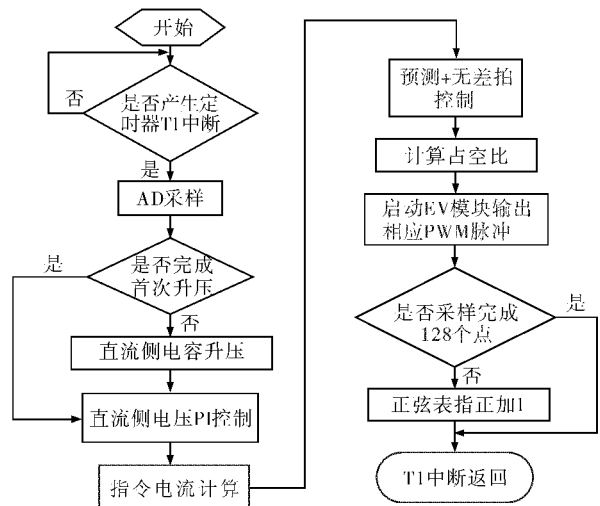 开始
是否产生定
时器T1中断
否
是
AD采样
是否完成
首次升压
是
否
直流侧电容升压
直流侧电压PI控制
指令电流计算
预测+无差拍
控制
计算占空比
启动EV模块输出
相应PWM脉冲
是否采样完成
128个点
是
否
正弦表指正加1
T1中断返回